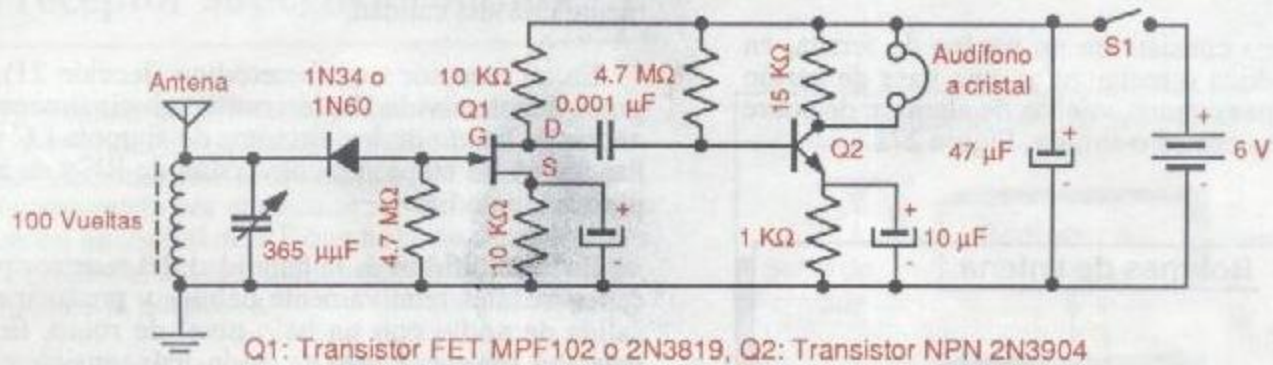 Antena
1N34 o
1N60
10 KΩ
Q1
G
D
S
4.7 MΩ
0.001 µF
4.7 MΩ
10 KΩ
+
-
15 KΩ
Q2
Audífono
a cristal
1 KΩ
+
10 µF
-
47 µF
+
-
S1
+
6 V
-
100 Vueltas
365 µµF
Q1: Transistor FET MPF102 o 2N3819, Q2: Transistor NPN 2N3904